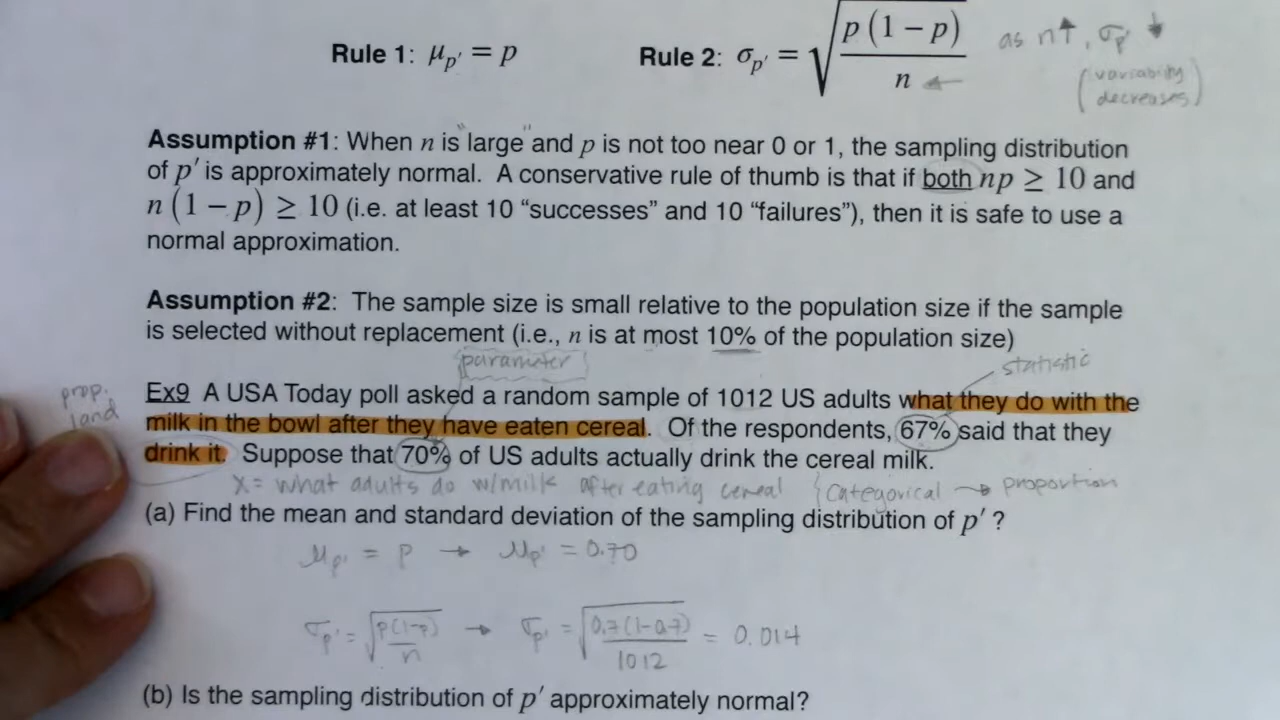 Rule 1: μp′ = p    Rule 2: σp′ = √(p(1 − p)/n)    as n↑, σp′ ↓
(variability
decreases)
Assumption #1: When n is "large" and p is not too near 0 or 1, the sampling distribution
of p′ is approximately normal. A conservative rule of thumb is that if both np ≥ 10 and
n(1 − p) ≥ 10 (i.e. at least 10 “successes” and 10 “failures”), then it is safe to use a
normal approximation.
Assumption #2: The sample size is small relative to the population size if the sample
is selected without replacement (i.e., n is at most 10% of the population size)
parameter    statistic
prop.
land
Ex9 A USA Today poll asked a random sample of 1012 US adults what they do with the
milk in the bowl after they have eaten cereal. Of the respondents, 67% said that they
drink it. Suppose that 70% of US adults actually drink the cereal milk.
X = what adults do w/milk after eating cereal {categorical → proportion
(a) Find the mean and standard deviation of the sampling distribution of p′ ?
μp′ = p → μp′ = 0.70
σp′ = √(p(1-p)/n) → σp′ = √(0.7(1-0.7)/1012) = 0.014
(b) Is the sampling distribution of p′ approximately normal?